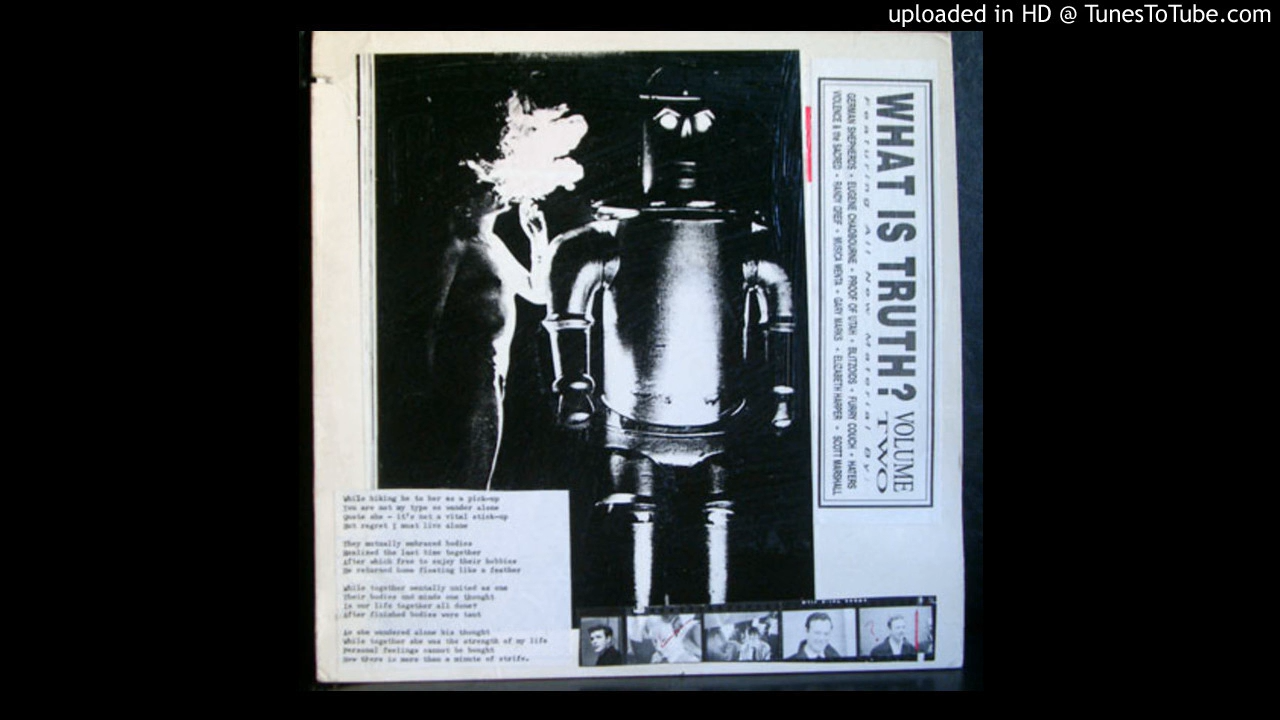 uploaded in HD @ TunesToTube.com
WHAT IS TRUTH? VOLUME TWO
Featuring All New Material By:
GERMAN SHEPHERDS • EUGENE CHADBOURNE • PROOF OF UTAH • BLITZOIDS • FURRY COUCH • HATERS
VIOLENCE & the SACRED • RANDY GREIF • MUSICA MENTA • GARY MARKS • ELIZABETH HARPER • SCOTT MARSHALL
While hiking he to her as a pick-up
You are not my type so wander alone
Quote she - it's not a vital stick-up
But regret I must live alone
They mutually embraced bodies
Realized the last time together
After which free to enjoy their hobbies
He returned home floating like a feather
While together mentally united as one
Their bodies and minds one thought
Is our life together all done?
After finished bodies were taut
As she wandered alone his thought
While together she was the strength of my life
Personal feelings cannot be bought
Now there is more than a minute of strife.